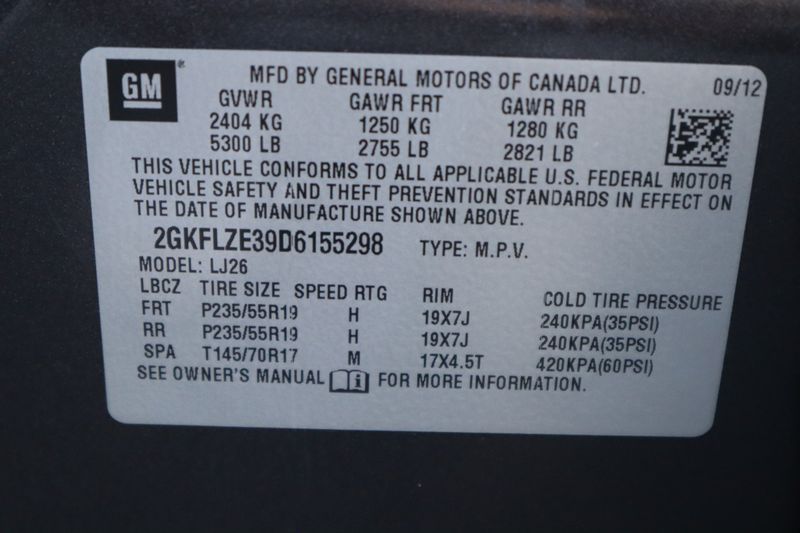 GM
MFD BY GENERAL MOTORS OF CANADA LTD. 09/12
GVWR GAWR FRT GAWR RR
2404 KG 1250 KG 1280 KG
5300 LB 2755 LB 2821 LB
THIS VEHICLE CONFORMS TO ALL APPLICABLE U.S. FEDERAL MOTOR
VEHICLE SAFETY AND THEFT PREVENTION STANDARDS IN EFFECT ON
THE DATE OF MANUFACTURE SHOWN ABOVE.
2GKFLZE39D6155298 TYPE: M.P.V.
MODEL: LJ26
LBCZ TIRE SIZE SPEED RTG RIM COLD TIRE PRESSURE
FRT P235/55R19 H 19X7J 240KPA(35PSI)
RR P235/55R19 H 19X7J 240KPA(35PSI)
SPA T145/70R17 M 17X4.5T 420KPA(60PSI)
SEE OWNER'S MANUAL FOR MORE INFORMATION.